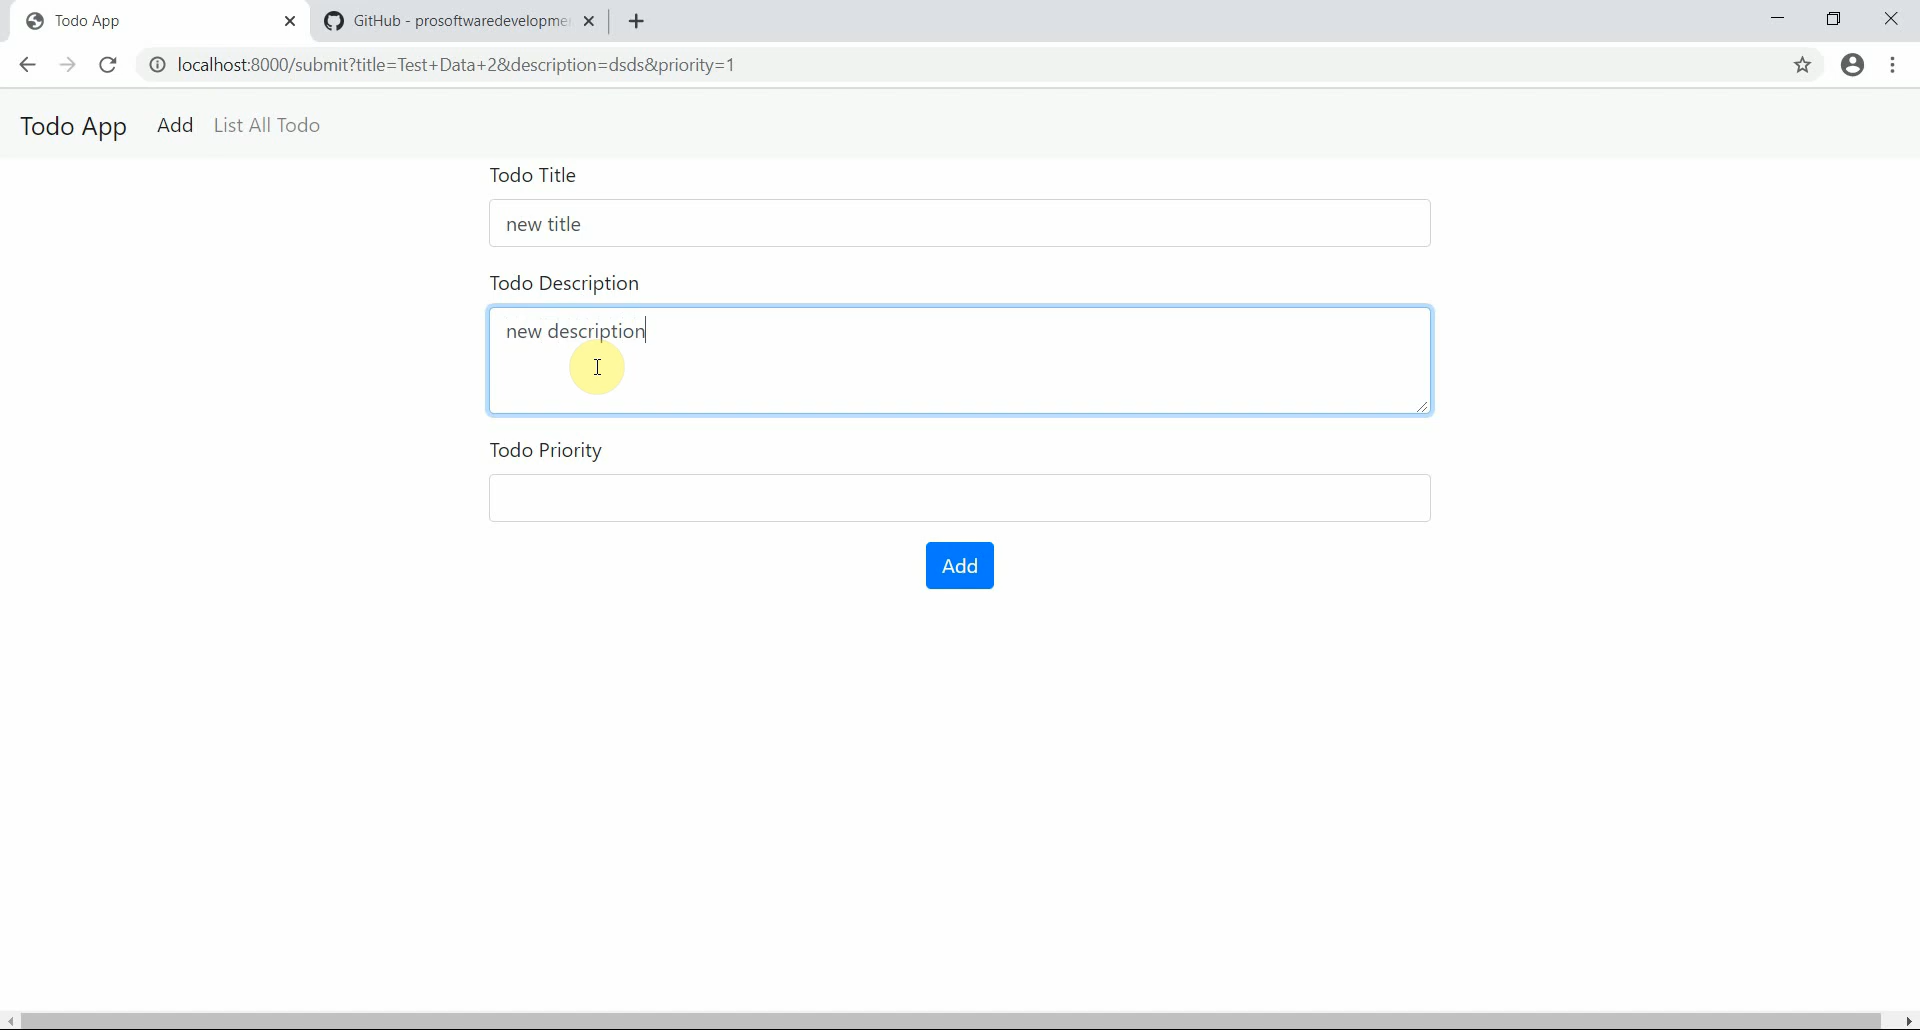 Todo App
GitHub - prosoftwaredevelopme
localhost:8000/submit?title=Test+Data+2&description=dsds&priority=1
Todo App Add List All Todo
Todo Title
new title
Todo Description
new description
Todo Priority
Add